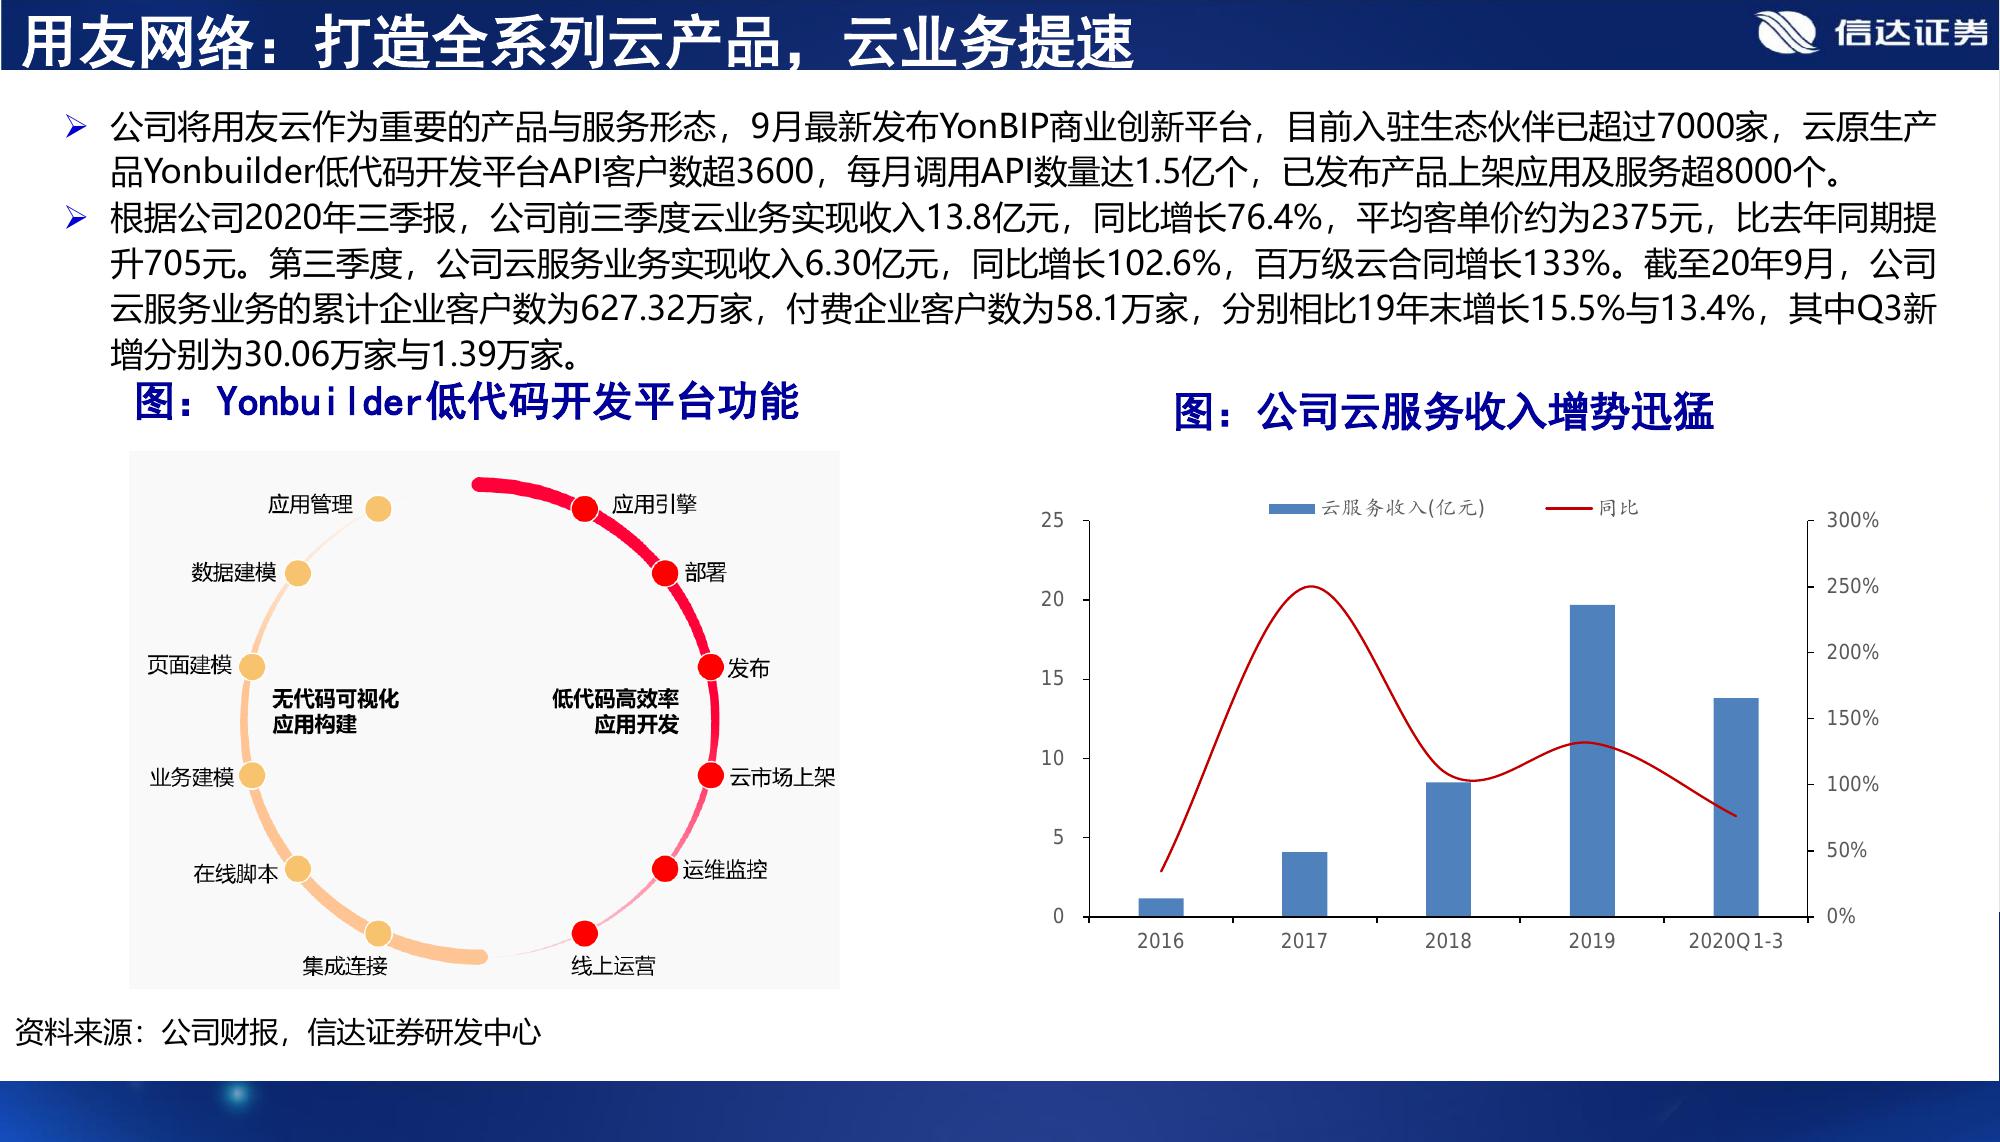 用友网络：打造全系列云产品，云业务提速
信达证券
公司将用友云作为重要的产品与服务形态，9月最新发布YonBIP商业创新平台，目前入驻生态伙伴已超过7000家，云原生产
品Yonbuilder低代码开发平台API客户数超3600，每月调用API数量达1.5亿个，已发布产品上架应用及服务超8000个。
根据公司2020年三季报，公司前三季度云业务实现收入13.8亿元，同比增长76.4%，平均客单价约为2375元，比去年同期提
升705元。第三季度，公司云服务业务实现收入6.30亿元，同比增长102.6%，百万级云合同增长133%。截至20年9月，公司
云服务业务的累计企业客户数为627.32万家，付费企业客户数为58.1万家，分别相比19年末增长15.5%与13.4%，其中Q3新
增分别为30.06万家与1.39万家。
图：Yonbuilder低代码开发平台功能
应用管理
应用引擎
数据建模
部署
页面建模
发布
无代码可视化
应用构建
低代码高效率
应用开发
业务建模
云市场上架
在线脚本
运维监控
集成连接
线上运营
图：公司云服务收入增势迅猛
云服务收入(亿元)
同比
25
20
15
10
5
0
300%
250%
200%
150%
100%
50%
0%
2016
2017
2018
2019
2020Q1-3
资料来源：公司财报，信达证券研发中心